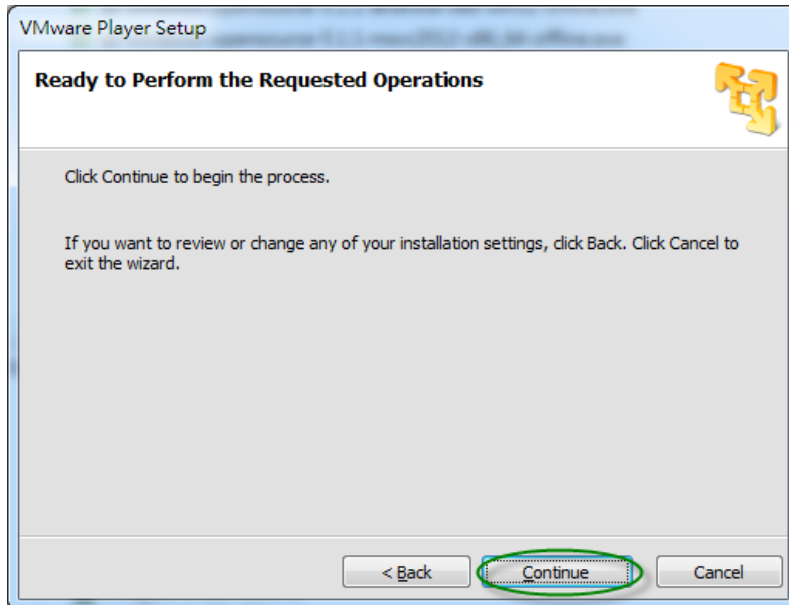 VMware Player Setup
Ready to Perform the Requested Operations
Click Continue to begin the process.
If you want to review or change any of your installation settings, click Back. Click Cancel to
exit the wizard.
< Back
Continue
Cancel